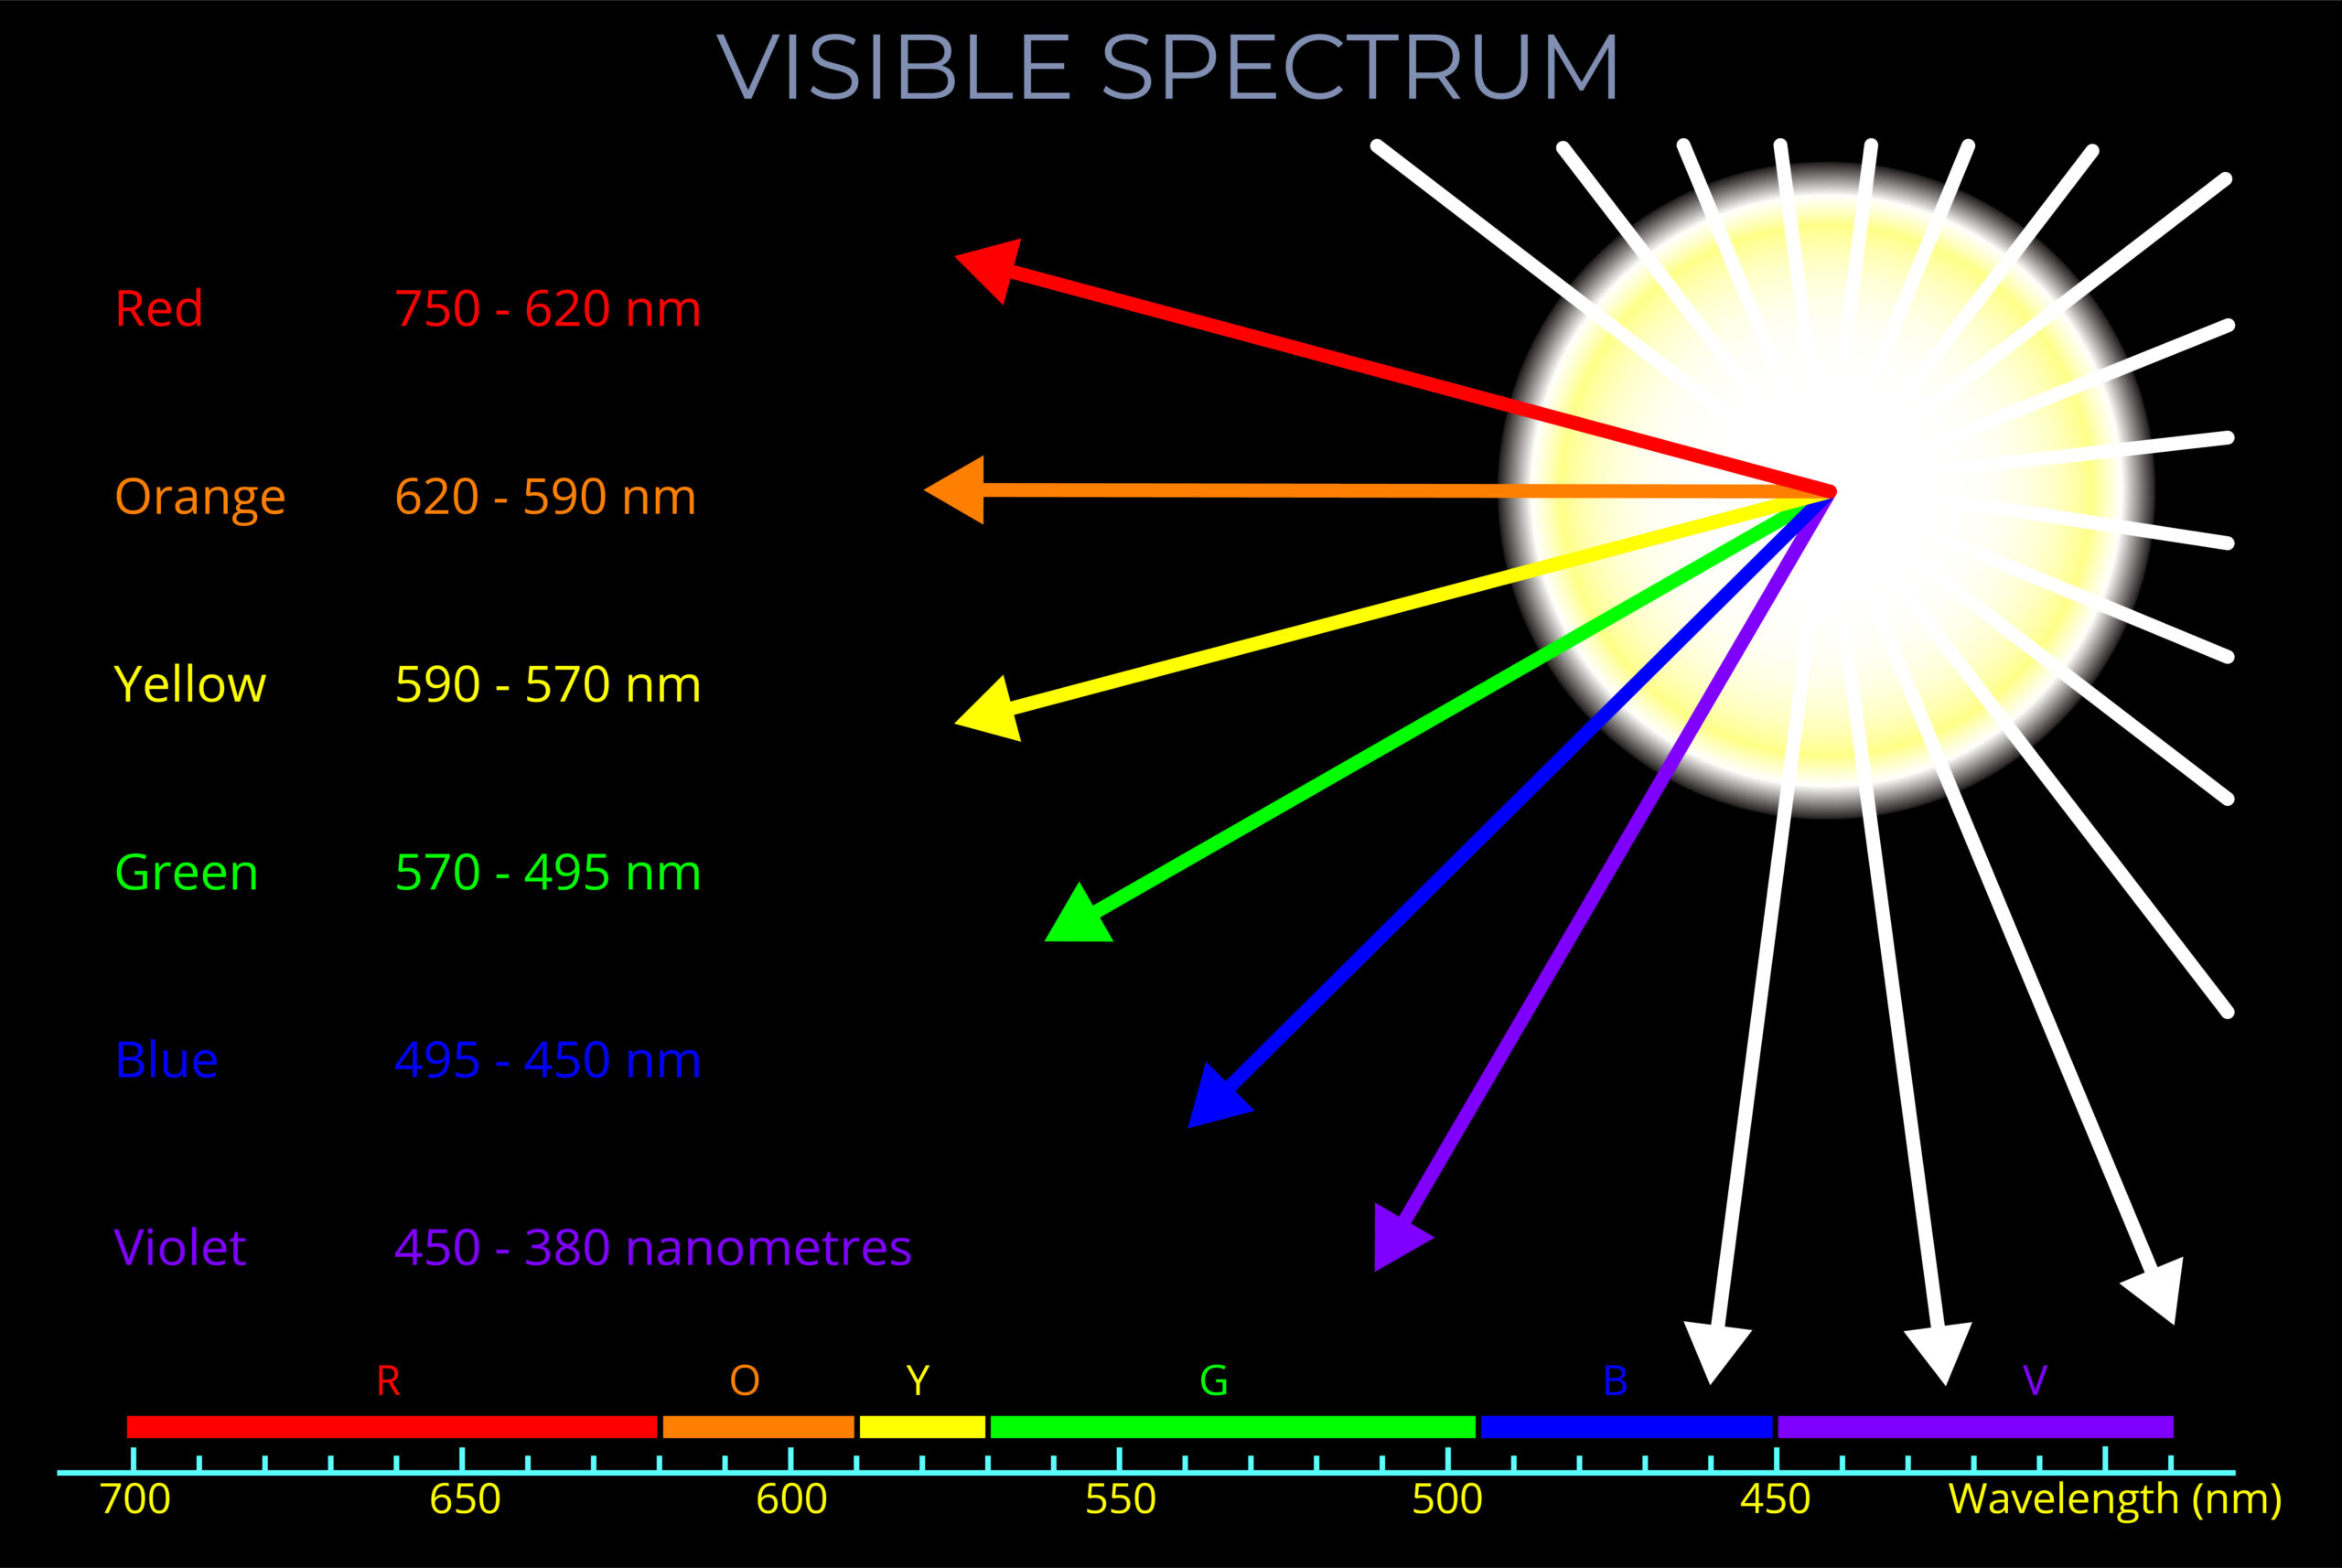 VISIBLE SPECTRUM
Red 750 - 620 nm
Orange 620 - 590 nm
Yellow 590 - 570 nm
Green 570 - 495 nm
Blue 495 - 450 nm
Violet 450 - 380 nanometres
R O Y G B V
700 650 600 550 500 450 Wavelength (nm)